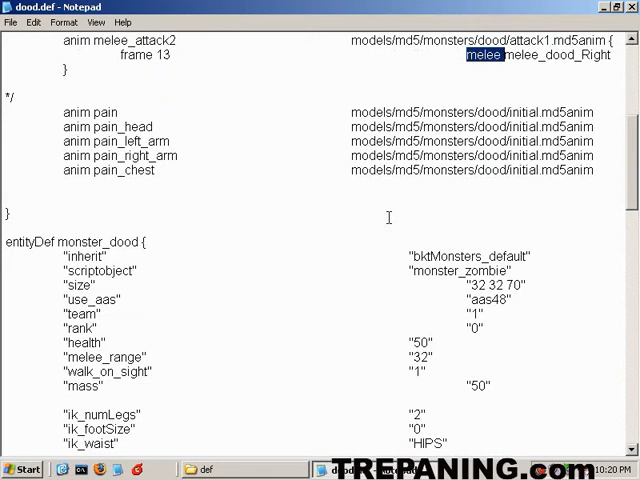 dood.def - Notepad
File Edit Format View Help
anim melee_attack2 models/md5/monsters/dood/attack1.md5anim {
frame 13 melee melee_dood_Right
}
*/
anim pain models/md5/monsters/dood/initial.md5anim
anim pain_head models/md5/monsters/dood/initial.md5anim
anim pain_left_arm models/md5/monsters/dood/initial.md5anim
anim pain_right_arm models/md5/monsters/dood/initial.md5anim
anim pain_chest models/md5/monsters/dood/initial.md5anim
}
entityDef monster_dood {
"inherit" "bktMonsters_default"
"scriptobject" "monster_zombie"
"size" "32 32 70"
"use_aas" "aas48"
"team" "1"
"rank" "0"
"health" "50"
"melee_range" "32"
"walk_on_sight" "1"
"mass" "50"
"ik_numLegs" "2"
"ik_footSize" "0"
"ik_waist" "HIPS"
Start def 10:20 PM
TREPANING.com